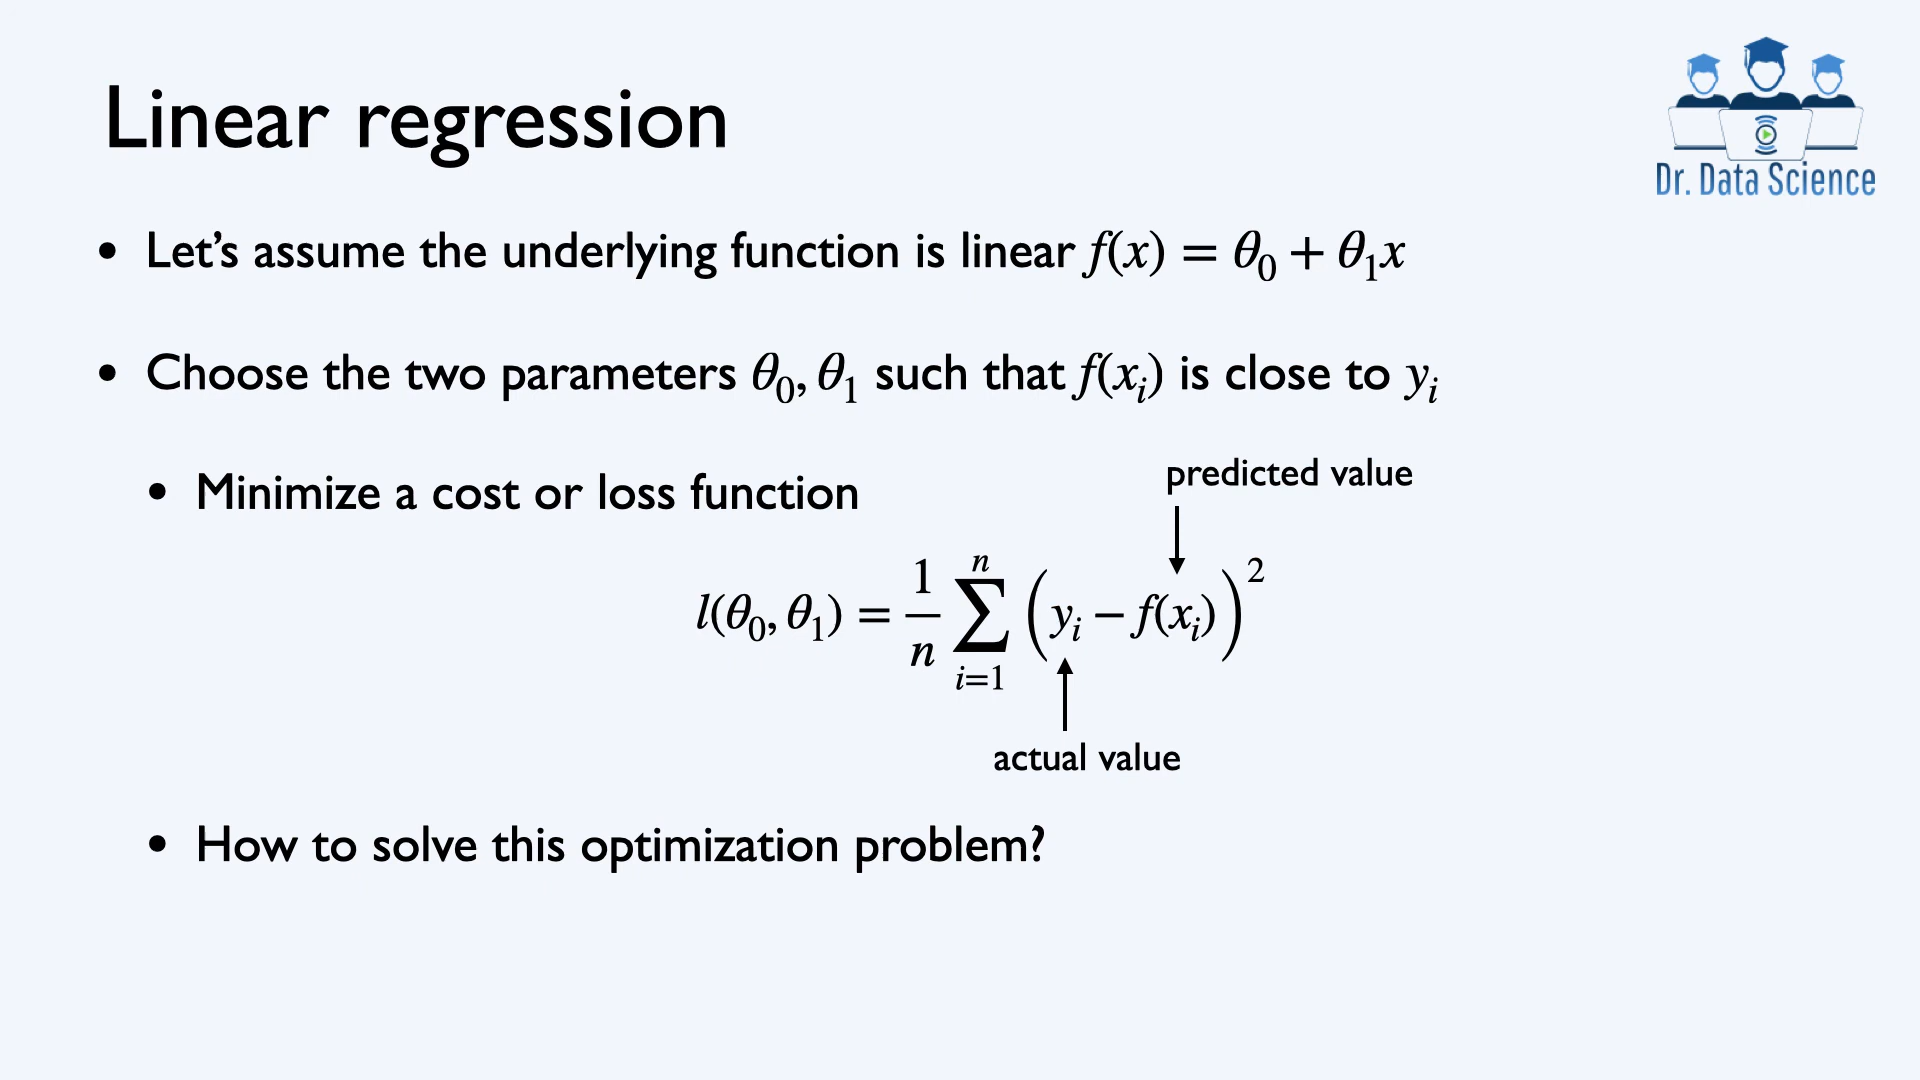 Linear regression
Dr. Data Science
• Let’s assume the underlying function is linear f(x) = θ₀ + θ₁x
• Choose the two parameters θ₀, θ₁ such that f(xᵢ) is close to yᵢ
• Minimize a cost or loss function
predicted value
l(θ₀, θ₁) = \frac{1}{n} \sum_{i=1}^{n} (yᵢ − f(xᵢ))²
actual value
• How to solve this optimization problem?